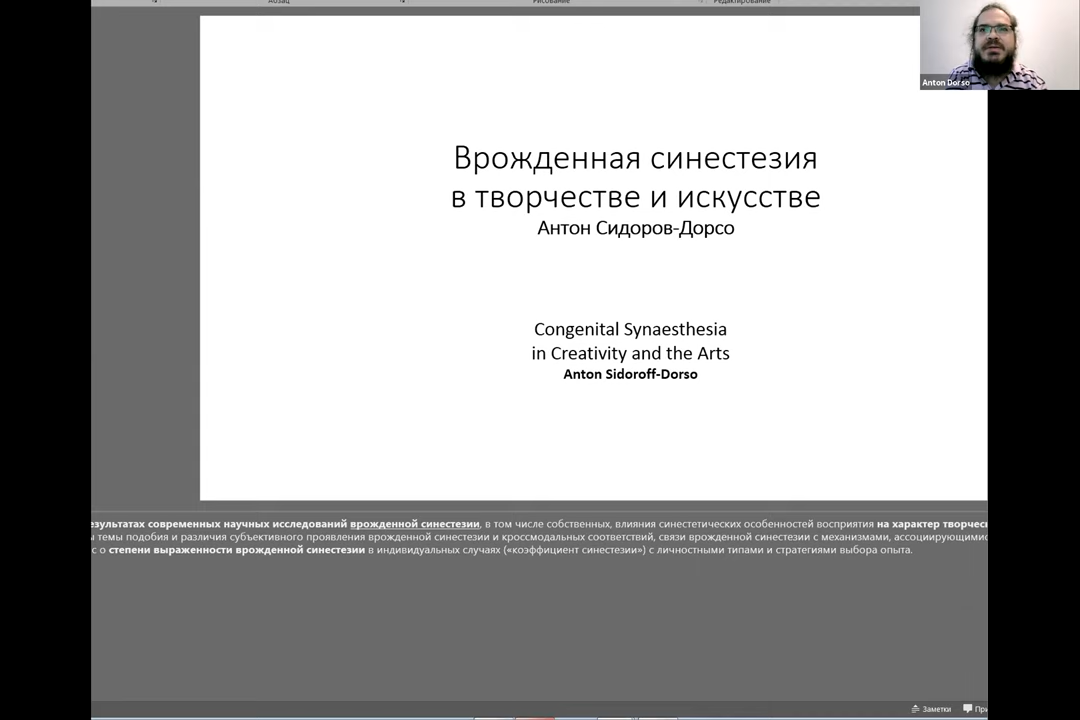 Абзац
Рисование
Редактирование
Anton Dorso
Врожденная синестезия
в творчестве и искусстве
Антон Сидоров-Дорсо
Congenital Synaesthesia
in Creativity and the Arts
Anton Sidoroff-Dorso
езультатах современных научных исследований врожденной синестезии, в том числе собственных, влияния синестетических особенностей восприятия на характер творчес
ы темы подобия и различия субъективного проявления врожденной синестезии и кроссмодальных соответствий, связи врожденной синестезии с механизмами, ассоциирующимис
с о степени выраженности врожденной синестезии в индивидуальных случаях («коэффициент синестезии») с личностными типами и стратегиями выбора опыта.
Заметки
При